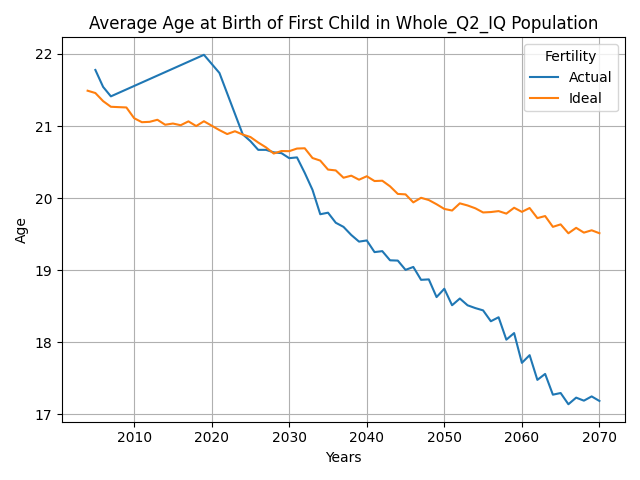 Average Age at Birth of First Child in Whole_Q2_IQ Population
Fertility
Actual
Ideal
22
21
20
19
18
17
Age
2010 2020 2030 2040 2050 2060 2070
Years